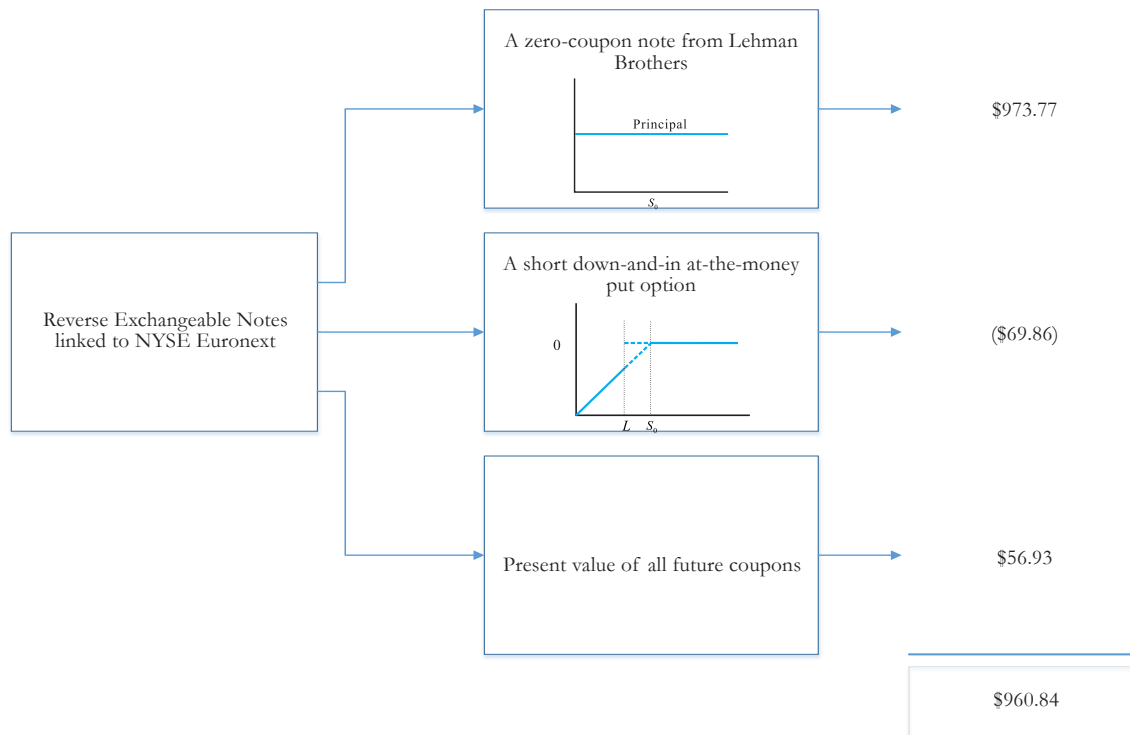 A zero-coupon note from Lehman
Brothers
Principal
S₀
$973.77
Reverse Exchangeable Notes
linked to NYSE Euronext
A short down-and-in at-the-money
put option
0
L S₀
($69.86)
Present value of all future coupons
$56.93
$960.84